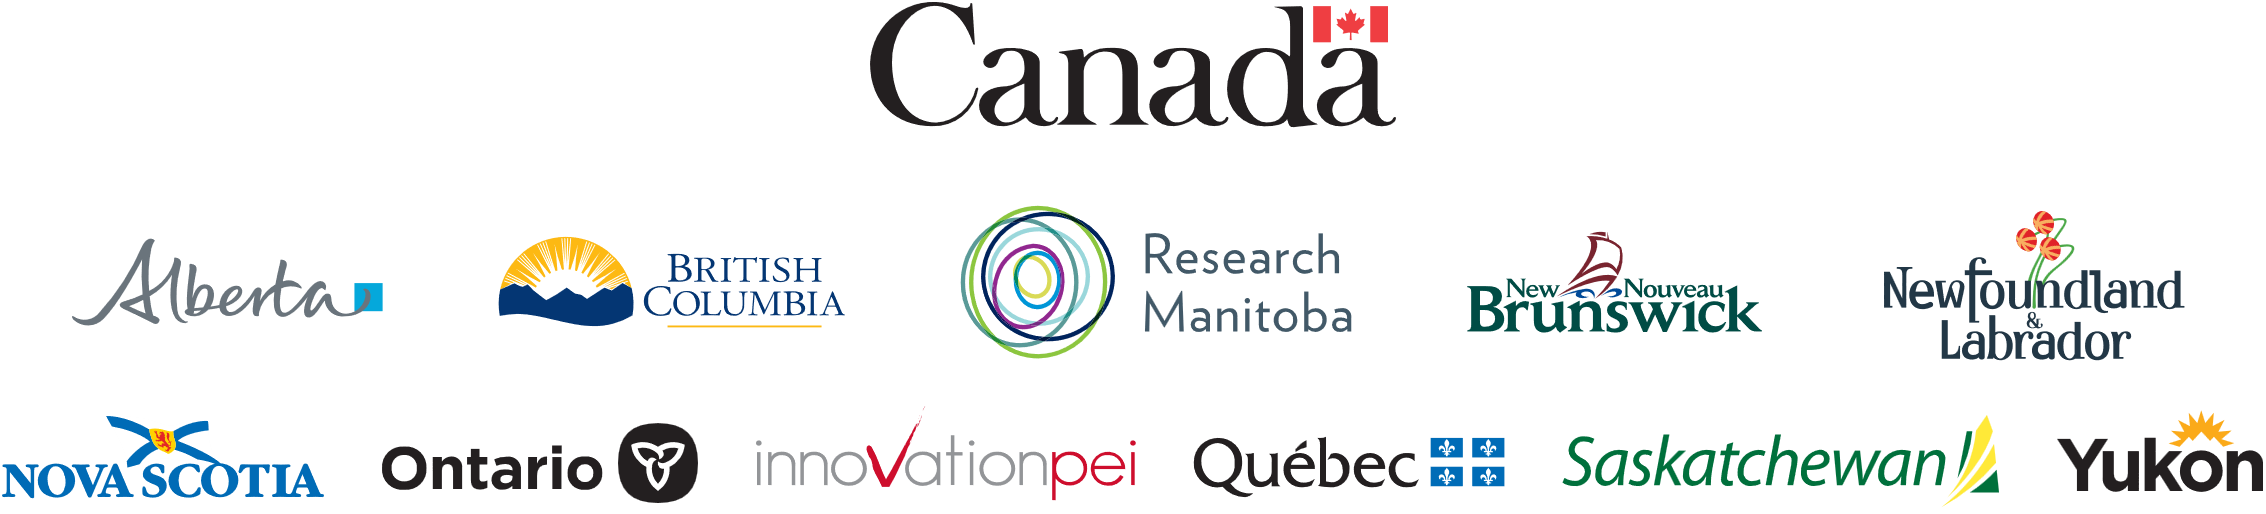 Canada
Alberta
BRITISH
COLUMBIA
Research
Manitoba
New Nouveau
Brunswick
Newfoundland
&
Labrador
NOVA SCOTIA
Ontario
innovationpei
Québec
Saskatchewan
Yukon